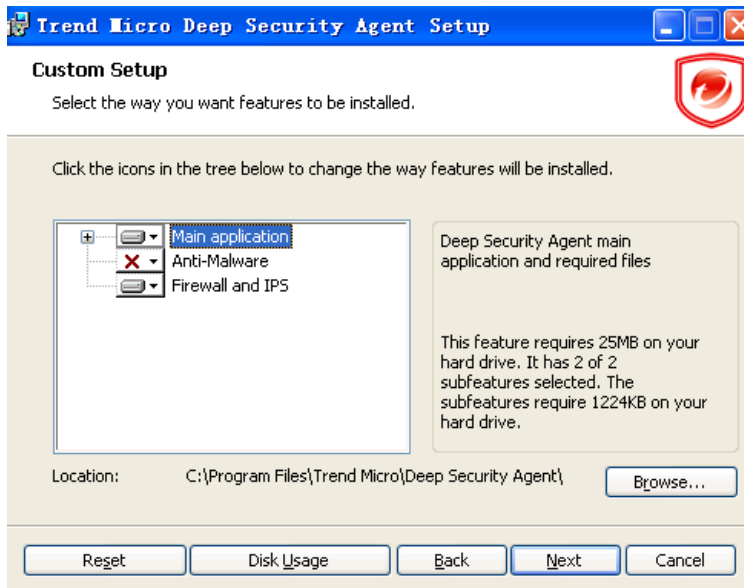 Trend Micro Deep Security Agent Setup
Custom Setup
Select the way you want features to be installed.
Click the icons in the tree below to change the way features will be installed.
Main application
Anti-Malware
Firewall and IPS
Deep Security Agent main
application and required files
This feature requires 25MB on your
hard drive. It has 2 of 2
subfeatures selected. The
subfeatures require 1224KB on your
hard drive.
Location: C:\Program Files\Trend Micro\Deep Security Agent\ Browse...
Reset Disk Usage Back Next Cancel